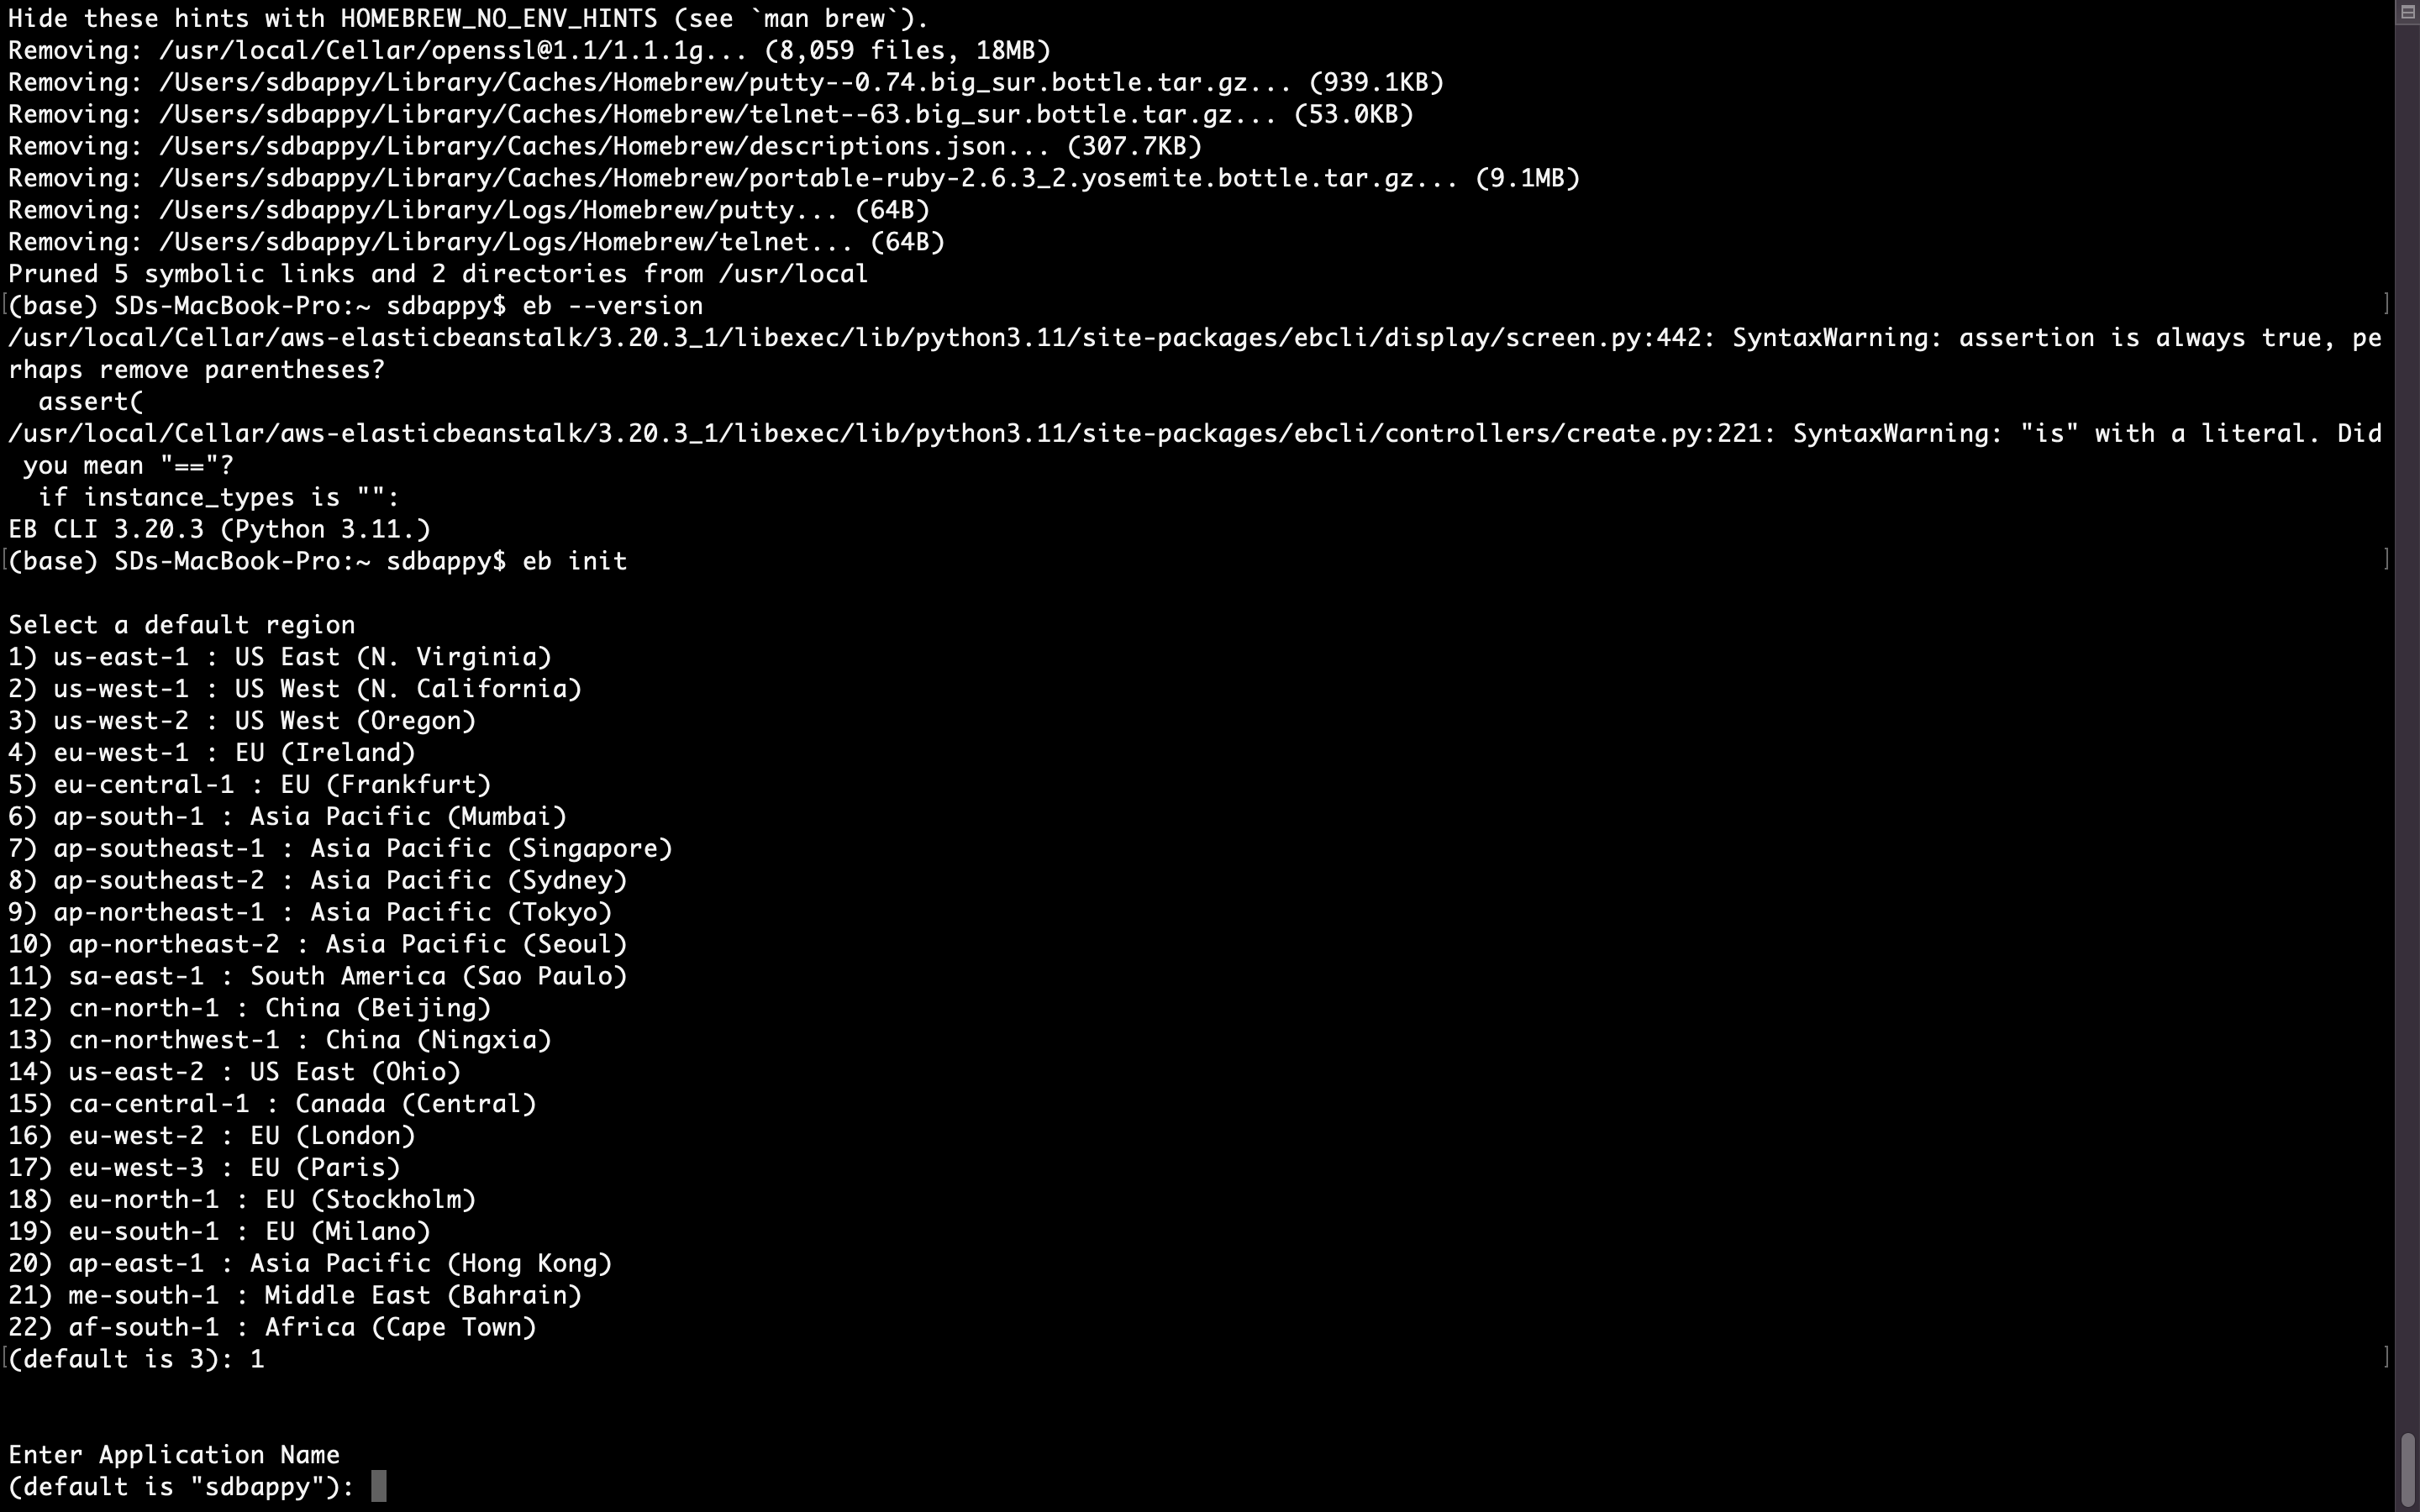 Hide these hints with HOMEBREW_NO_ENV_HINTS (see `man brew`).
Removing: /usr/local/Cellar/openssl@1.1/1.1.1g... (8,059 files, 18MB)
Removing: /Users/sdbappy/Library/Caches/Homebrew/putty--0.74.big_sur.bottle.tar.gz... (939.1KB)
Removing: /Users/sdbappy/Library/Caches/Homebrew/telnet--63.big_sur.bottle.tar.gz... (53.0KB)
Removing: /Users/sdbappy/Library/Caches/Homebrew/descriptions.json... (307.7KB)
Removing: /Users/sdbappy/Library/Caches/Homebrew/portable-ruby-2.6.3_2.yosemite.bottle.tar.gz... (9.1MB)
Removing: /Users/sdbappy/Library/Logs/Homebrew/putty... (64B)
Removing: /Users/sdbappy/Library/Logs/Homebrew/telnet... (64B)
Pruned 5 symbolic links and 2 directories from /usr/local
[(base) SDs-MacBook-Pro:~ sdbappy$ eb --version ]
/usr/local/Cellar/aws-elasticbeanstalk/3.20.3_1/libexec/lib/python3.11/site-packages/ebcli/display/screen.py:442: SyntaxWarning: assertion is always true, pe
rhaps remove parentheses?
  assert(
/usr/local/Cellar/aws-elasticbeanstalk/3.20.3_1/libexec/lib/python3.11/site-packages/ebcli/controllers/create.py:221: SyntaxWarning: "is" with a literal. Did
 you mean "=="?
  if instance_types is "":
EB CLI 3.20.3 (Python 3.11.)
[(base) SDs-MacBook-Pro:~ sdbappy$ eb init ]
Select a default region
1) us-east-1 : US East (N. Virginia)
2) us-west-1 : US West (N. California)
3) us-west-2 : US West (Oregon)
4) eu-west-1 : EU (Ireland)
5) eu-central-1 : EU (Frankfurt)
6) ap-south-1 : Asia Pacific (Mumbai)
7) ap-southeast-1 : Asia Pacific (Singapore)
8) ap-southeast-2 : Asia Pacific (Sydney)
9) ap-northeast-1 : Asia Pacific (Tokyo)
10) ap-northeast-2 : Asia Pacific (Seoul)
11) sa-east-1 : South America (Sao Paulo)
12) cn-north-1 : China (Beijing)
13) cn-northwest-1 : China (Ningxia)
14) us-east-2 : US East (Ohio)
15) ca-central-1 : Canada (Central)
16) eu-west-2 : EU (London)
17) eu-west-3 : EU (Paris)
18) eu-north-1 : EU (Stockholm)
19) eu-south-1 : EU (Milano)
20) ap-east-1 : Asia Pacific (Hong Kong)
21) me-south-1 : Middle East (Bahrain)
22) af-south-1 : Africa (Cape Town)
[(default is 3): 1 ]
Enter Application Name
(default is "sdbappy"):